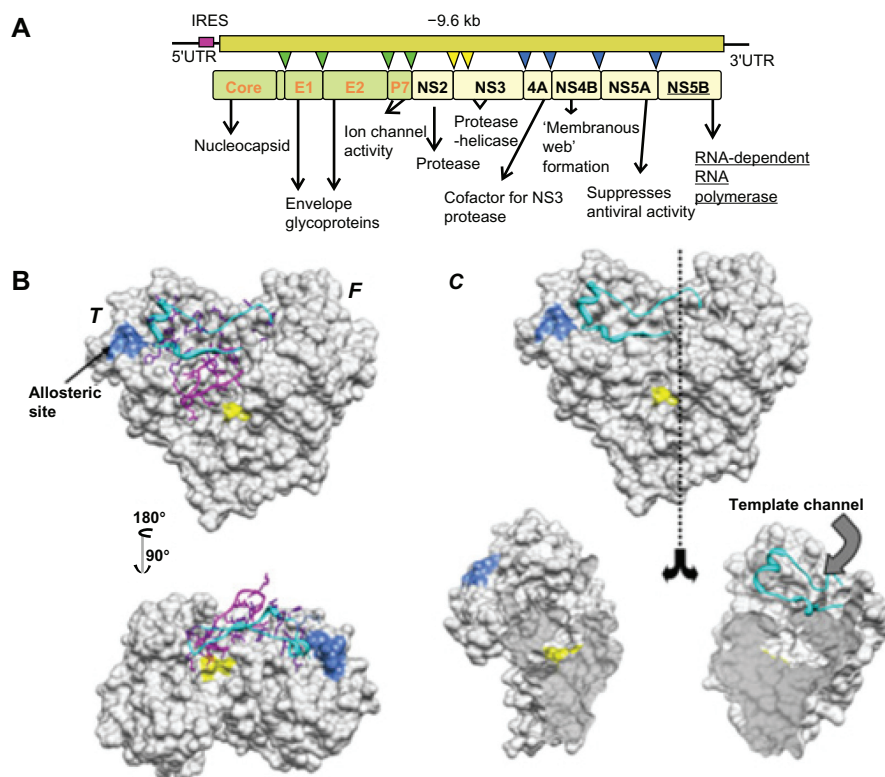 A
IRES
~9.6 kb
5'UTR
3'UTR
Core
E1
E2
P7
NS2
NS3
4A
NS4B
NS5A
NS5B
Nucleocapsid
Envelope
glycoproteins
Ion channel
activity
Protease
Protease
-helicase
Cofactor for NS3
protease
‘Membranous
web’
formation
Suppresses
antiviral activity
RNA-dependent
RNA
polymerase
B
T
F
Allosteric
site
180°
90°
C
Template channel